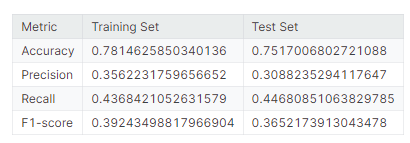 Metric Training Set Test Set
Accuracy 0.7814625850340136 0.7517006802721088
Precision 0.3562231759656652 0.3088235294117647
Recall 0.4368421052631579 0.44680851063829785
F1-score 0.39243498817966904 0.3652173913043478